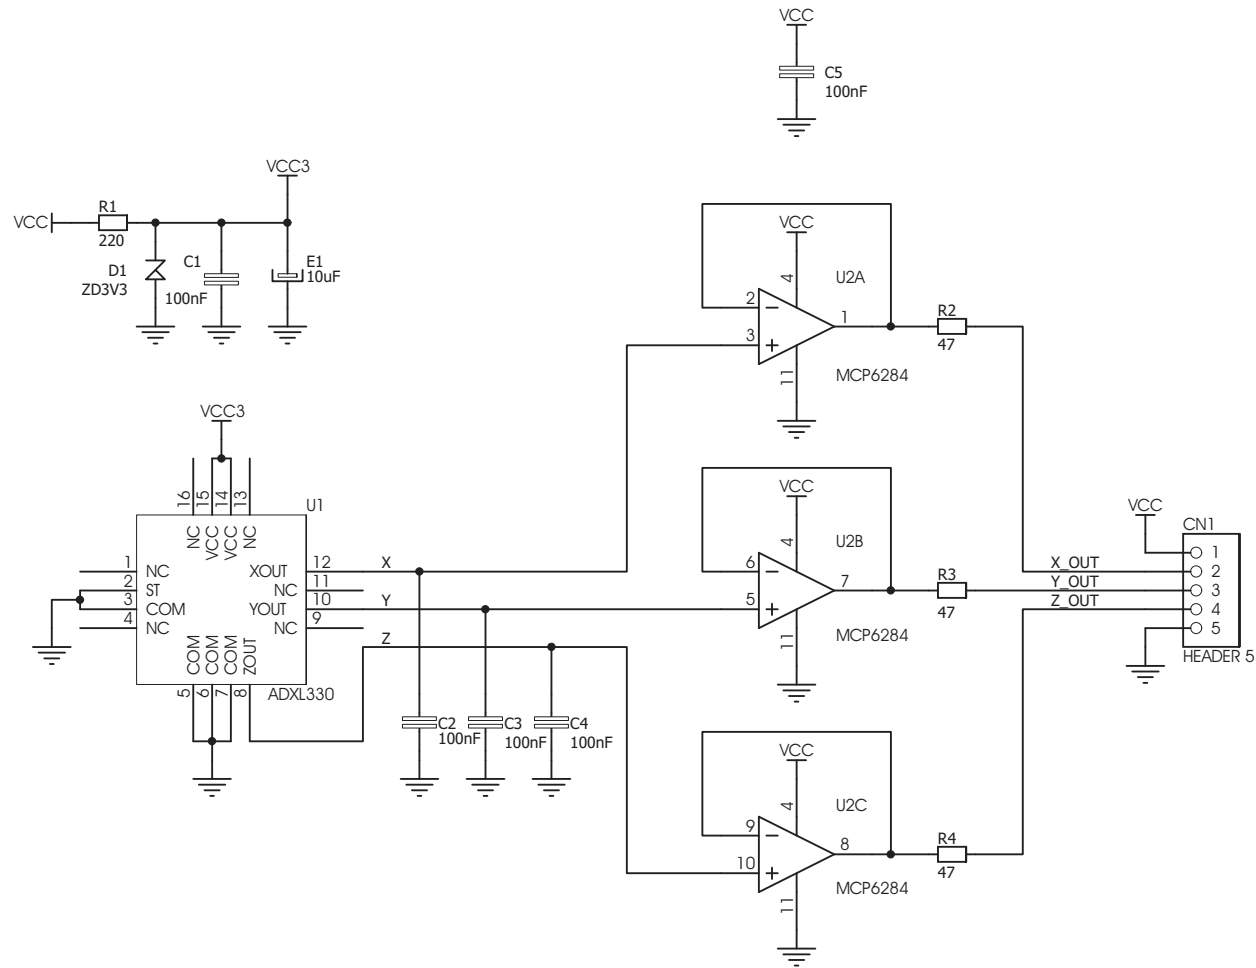 VCC
C5
100nF
VCC3
VCC
R1
220
D1
ZD3V3
C1
100nF
E1
10uF
VCC
4
U2A
2
3
1
11
MCP6284
R2
47
VCC3
16
15
14
13
U1
NC
VCC
VCC
NC
1
NC
2
ST
3
COM
4
NC
XOUT
12
NC
11
YOUT
10
NC
9
COM
COM
COM
ZOUT
5
6
7
8
ADXL330
X
Y
Z
C2
100nF
C3
100nF
C4
100nF
VCC
4
U2B
6
5
7
11
MCP6284
R3
47
VCC
4
U2C
9
10
8
11
MCP6284
R4
47
VCC
CN1
1
X_OUT
2
Y_OUT
3
Z_OUT
4
5
HEADER 5